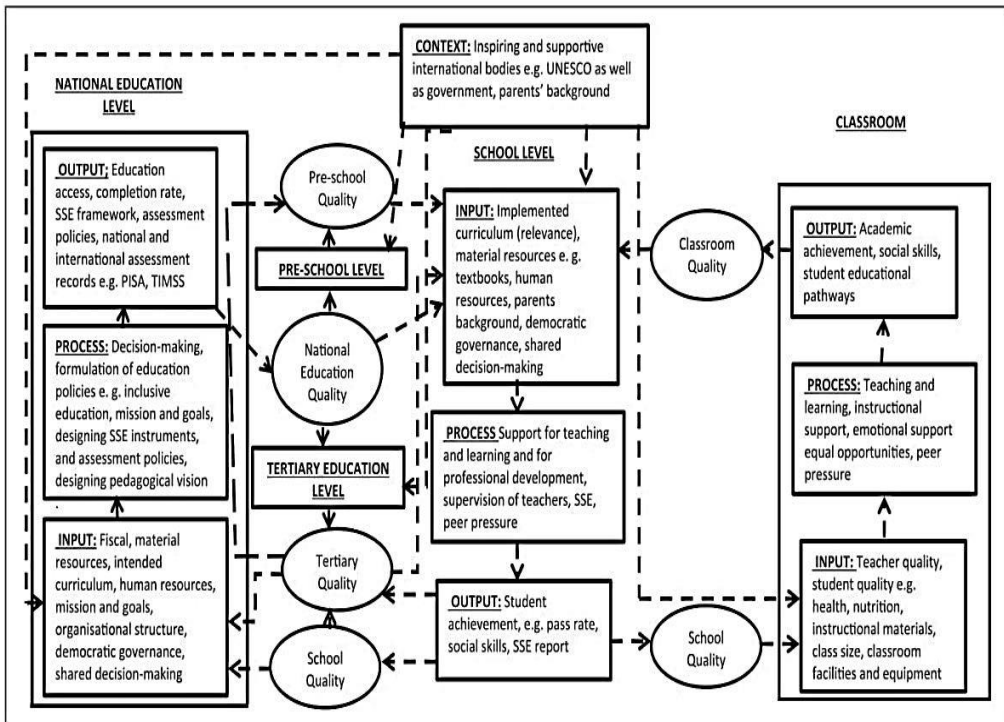 CONTEXT: Inspiring and supportive
international bodies e.g. UNESCO as well
as government, parents' background
NATIONAL EDUCATION
LEVEL
OUTPUT; Education
access, completion rate,
SSE framework, assessment
policies, national and
international assessment
records e.g. PISA, TIMSS
PROCESS: Decision-making,
formulation of education
policies e. g. inclusive
education, mission and goals,
designing SSE instruments,
and assessment policies,
designing pedagogical vision
INPUT: Fiscal, material
resources, intended
curriculum, human resources,
mission and goals,
organisational structure,
democratic governance,
shared decision-making
Pre-school
Quality
PRE-SCHOOL LEVEL
National
Education
Quality
TERTIARY EDUCATION
LEVEL
Tertiary
Quality
School
Quality
SCHOOL LEVEL
INPUT: Implemented
curriculum (relevance),
material resources e.g.
textbooks, human
resources, parents
background, democratic
governance, shared
decision-making
PROCESS Support for teaching
and learning and for
professional development,
supervision of teachers, SSE,
peer pressure
OUTPUT: Student
achievement, e.g. pass rate,
social skills, SSE report
Classroom
Quality
School
Quality
CLASSROOM
OUTPUT: Academic
achievement, social skills,
student educational
pathways
PROCESS: Teaching and
learning, instructional
support, emotional support
equal opportunities, peer
pressure
INPUT: Teacher quality,
student quality e.g.
health, nutrition,
instructional materials,
class size, classroom
facilities and equipment